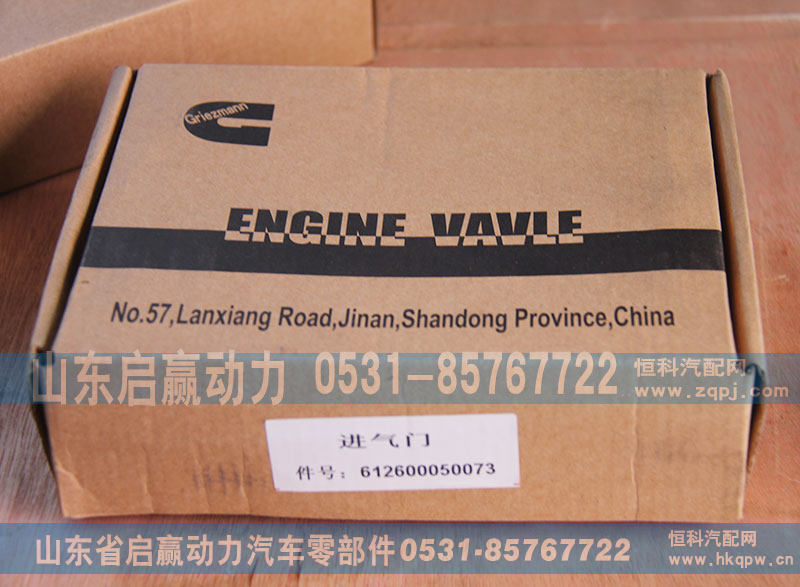 Griezmann
ENGINE VAVLE
No.57,Lanxiang Road,Jinan,Shandong Province,China
山东启赢动力 0531-85767722
恒科汽配网
www.zqpj.com
进气门
件号: 612600050073
山东省启赢动力汽车零部件0531-85767722
恒科汽配网
www.hkqpw.cn